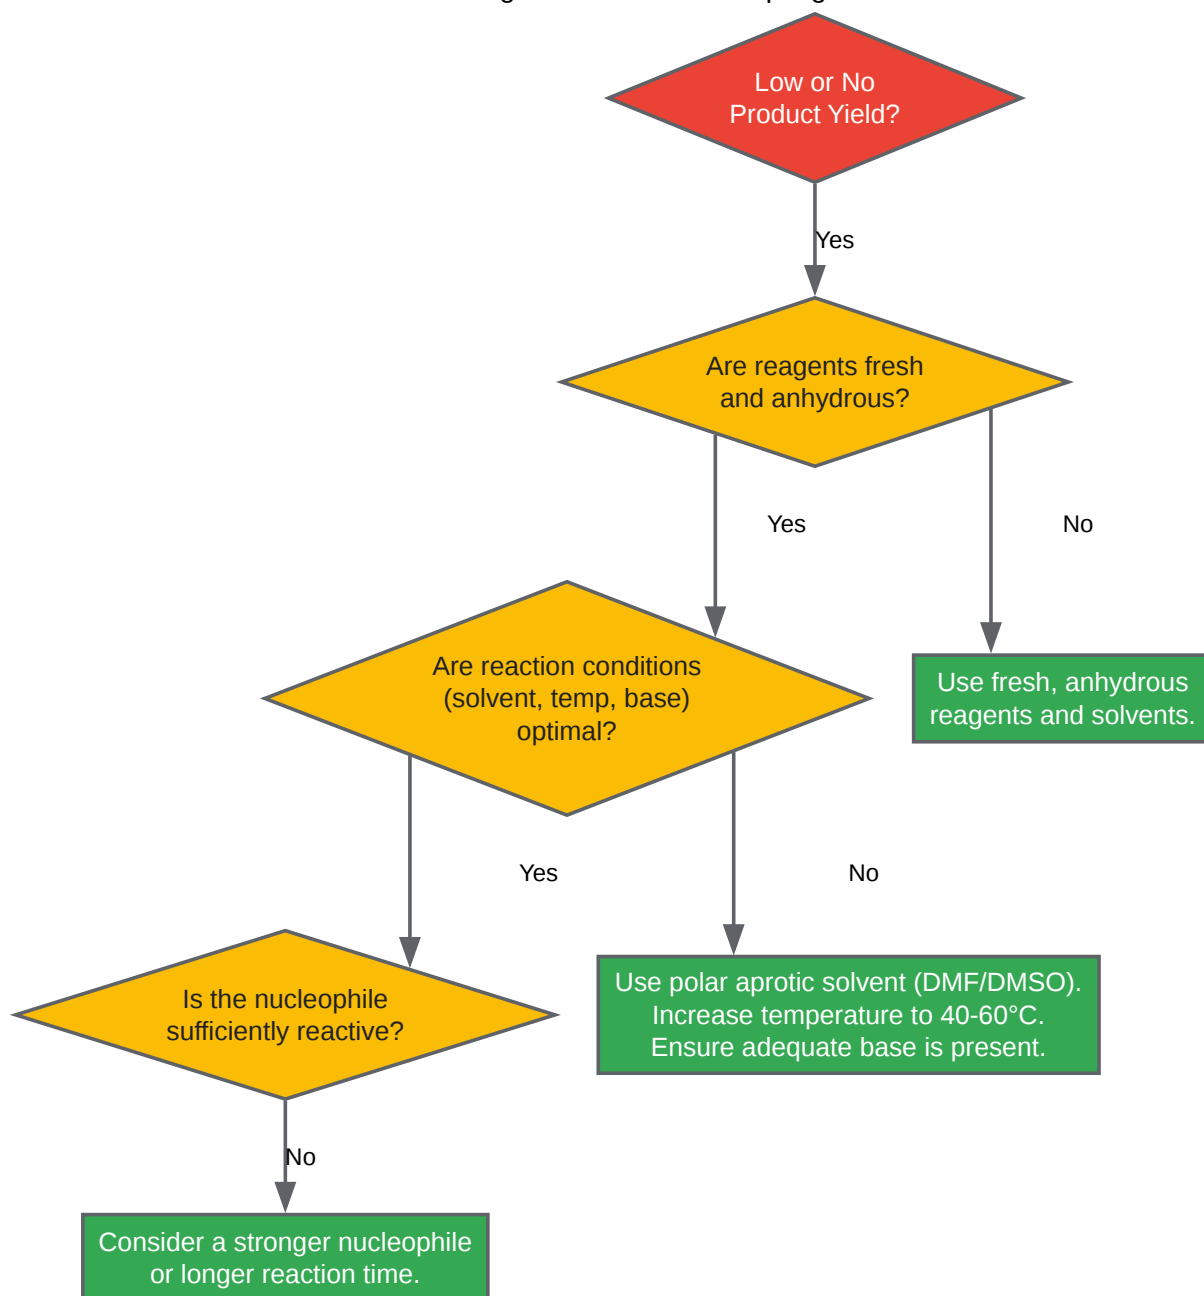 Low or No
Product Yield?
Yes
Are reagents fresh
and anhydrous?
Yes
No
Are reaction conditions
(solvent, temp, base)
optimal?
Use fresh, anhydrous
reagents and solvents.
Yes
No
Is the nucleophile
sufficiently reactive?
Use polar aprotic solvent (DMF/DMSO).
Increase temperature to 40-60°C.
Ensure adequate base is present.
No
Consider a stronger nucleophile
or longer reaction time.